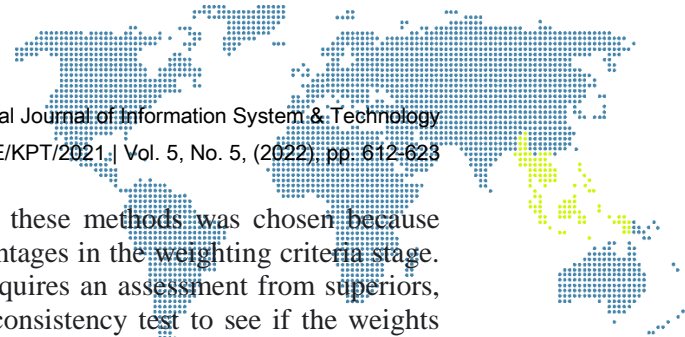 al Journal of Information System & Technology
E/KPT/2021 | Vol. 5, No. 5, (2022), pp. 612-623
these methods was chosen because
ntages in the weighting criteria stage.
quires an assessment from superiors,
consistency test to see if the weights